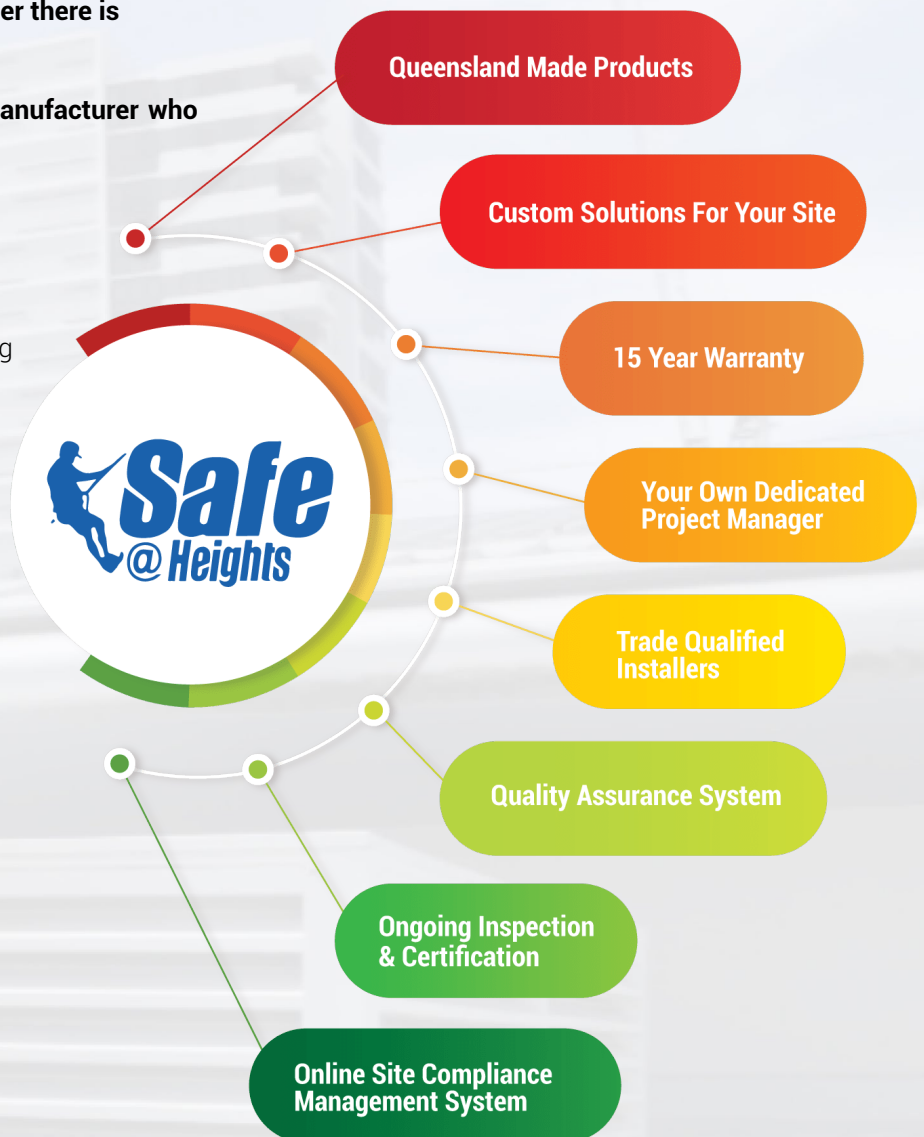 er there is
anufacturer who
g
Queensland Made Products
Custom Solutions For Your Site
15 Year Warranty
Your Own Dedicated
Project Manager
Trade Qualified
Installers
Quality Assurance System
Ongoing Inspection
& Certification
Online Site Compliance
Management System
Safe
@ Heights